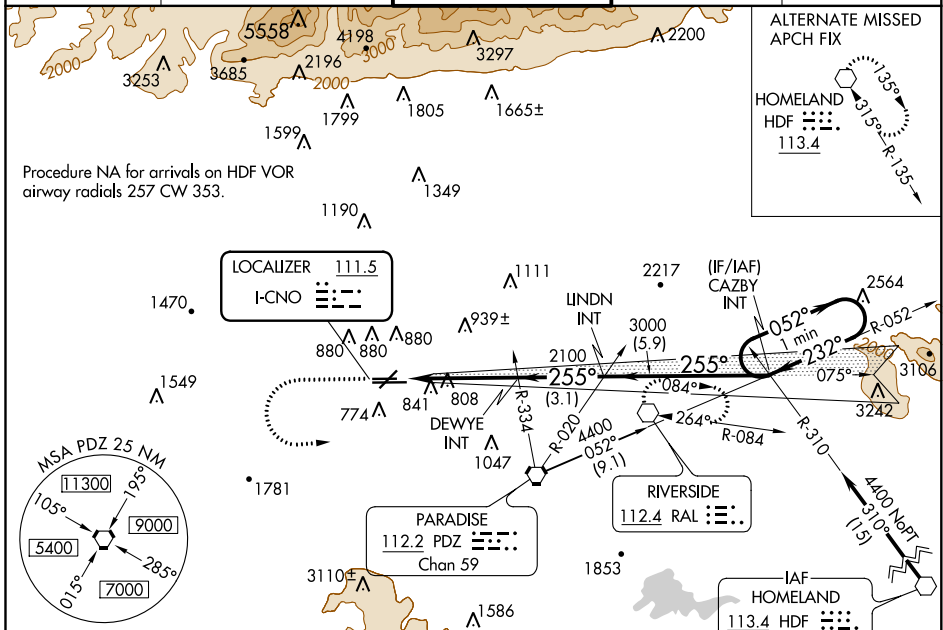 5558
4198
3000
3297
2200
2000
3253
3685
2196
2000
1799
1805
1665±
1599
Procedure NA for arrivals on HDF VOR
airway radials 257 CW 353.
1349
1190
ALTERNATE MISSED
APCH FIX
HOMELAND
HDF
113.4
135°
315°
R-135
LOCALIZER 111.5
I-CNO
1470
1111
939±
880
880
880
2217
LINDN
INT
(IF/IAF)
CAZBY
INT
2564
052°
1 min
232°
R-052
2000
3106
075°
3242
3000
(5.9)
2100
255°
255°
(3.1)
1549
774
841
808
DEWYE
INT
R-334
R-020
084°
264°
R-084
R-310
4400
052°
(9.1)
1047
1781
MSA PDZ 25 NM
11300
105°
195°
9000
5400
015°
285°
7000
PARADISE
112.2 PDZ
Chan 59
RIVERSIDE
112.4 RAL
4400 NoPT
310°
(15)
1853
3110±
1586
IAF
HOMELAND
113.4 HDF